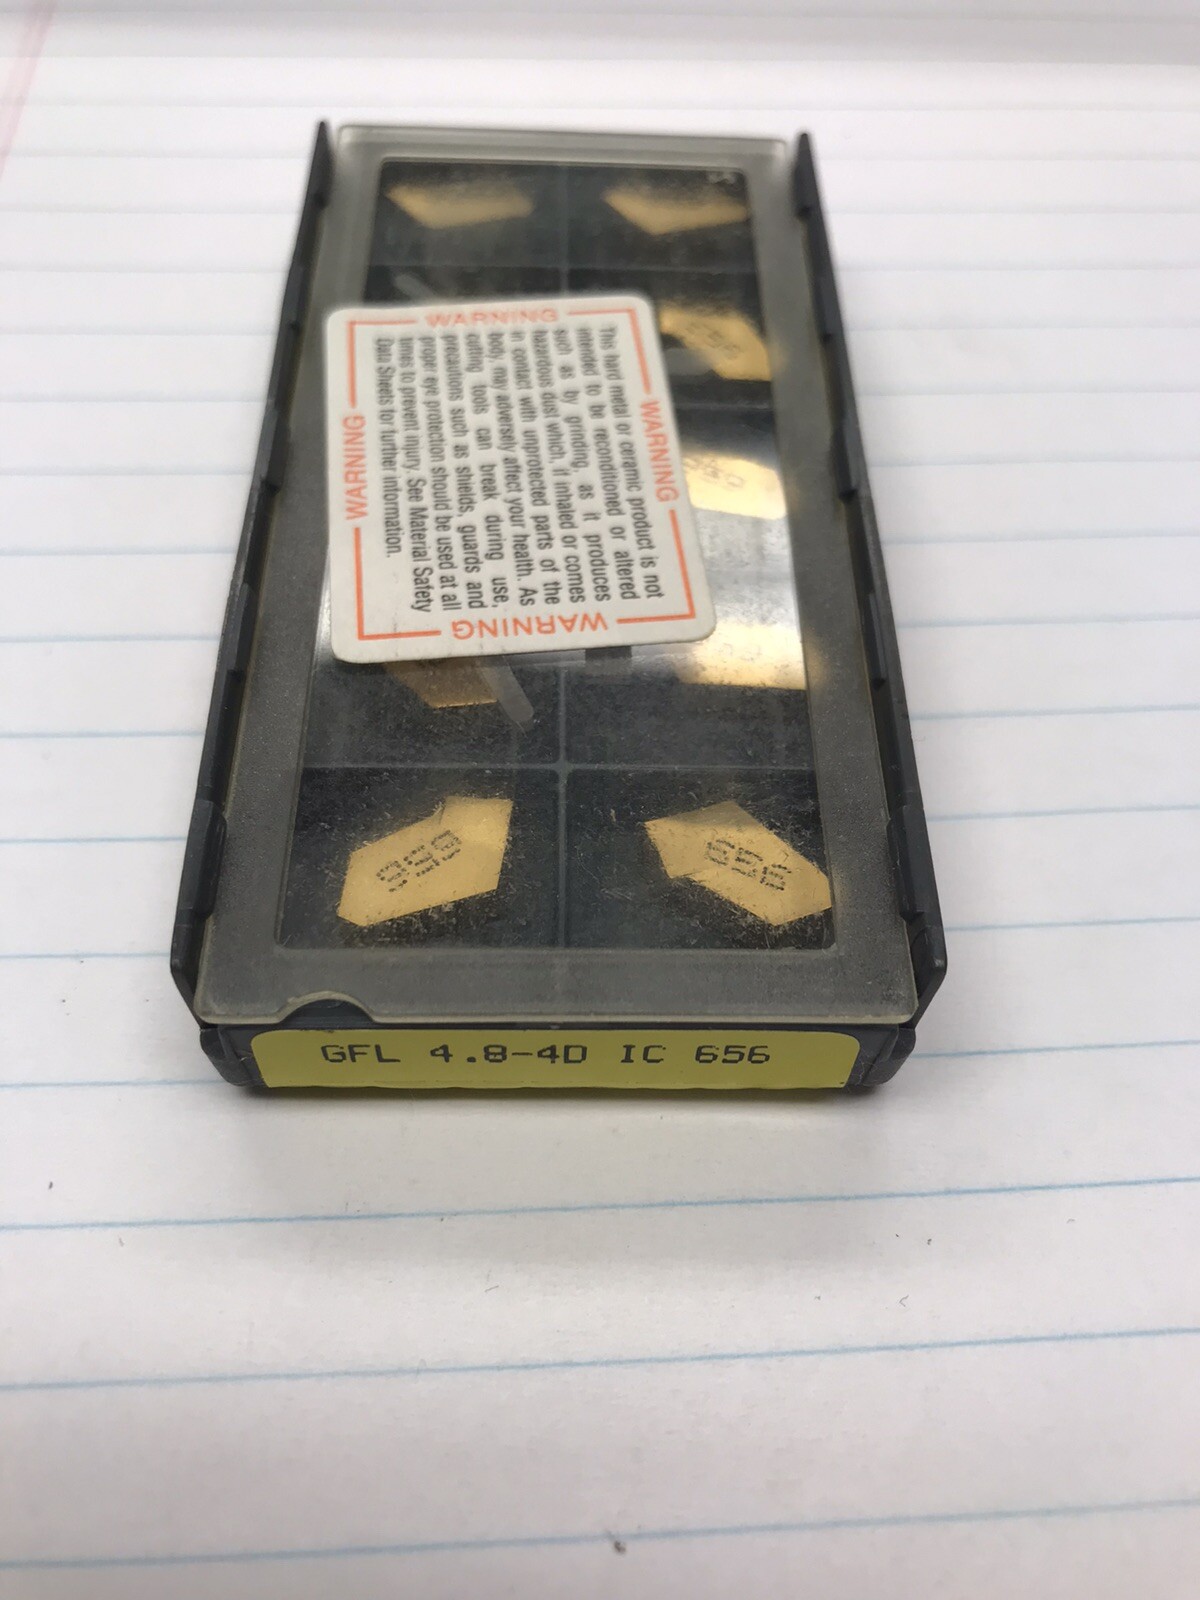 WARNING
WARNING
WARNING
WARNING
This hard metal or ceramic product is not
intended to be reconditioned or altered
such as by grinding, as it produces
hazardous dust which, if inhaled or comes
in contact with unprotected parts of the
body, may adversely affect your health. As
cutting tools can break during use,
precautions such as shields, guards and
proper eye protection should be used at all
times to prevent injury. See Material Safety
Data Sheets for further information.
656
656
GFL 4.8-4D IC 656